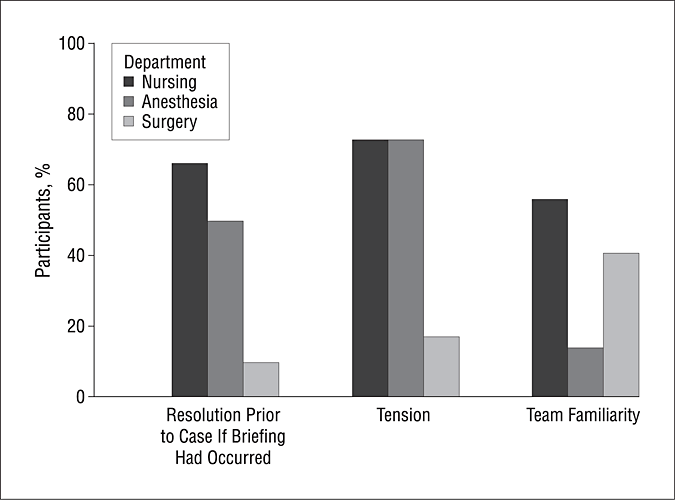 100
80
60
40
20
0
Participants, %
Department
Nursing
Anesthesia
Surgery
Resolution Prior
to Case If Briefing
Had Occurred
Tension
Team Familiarity